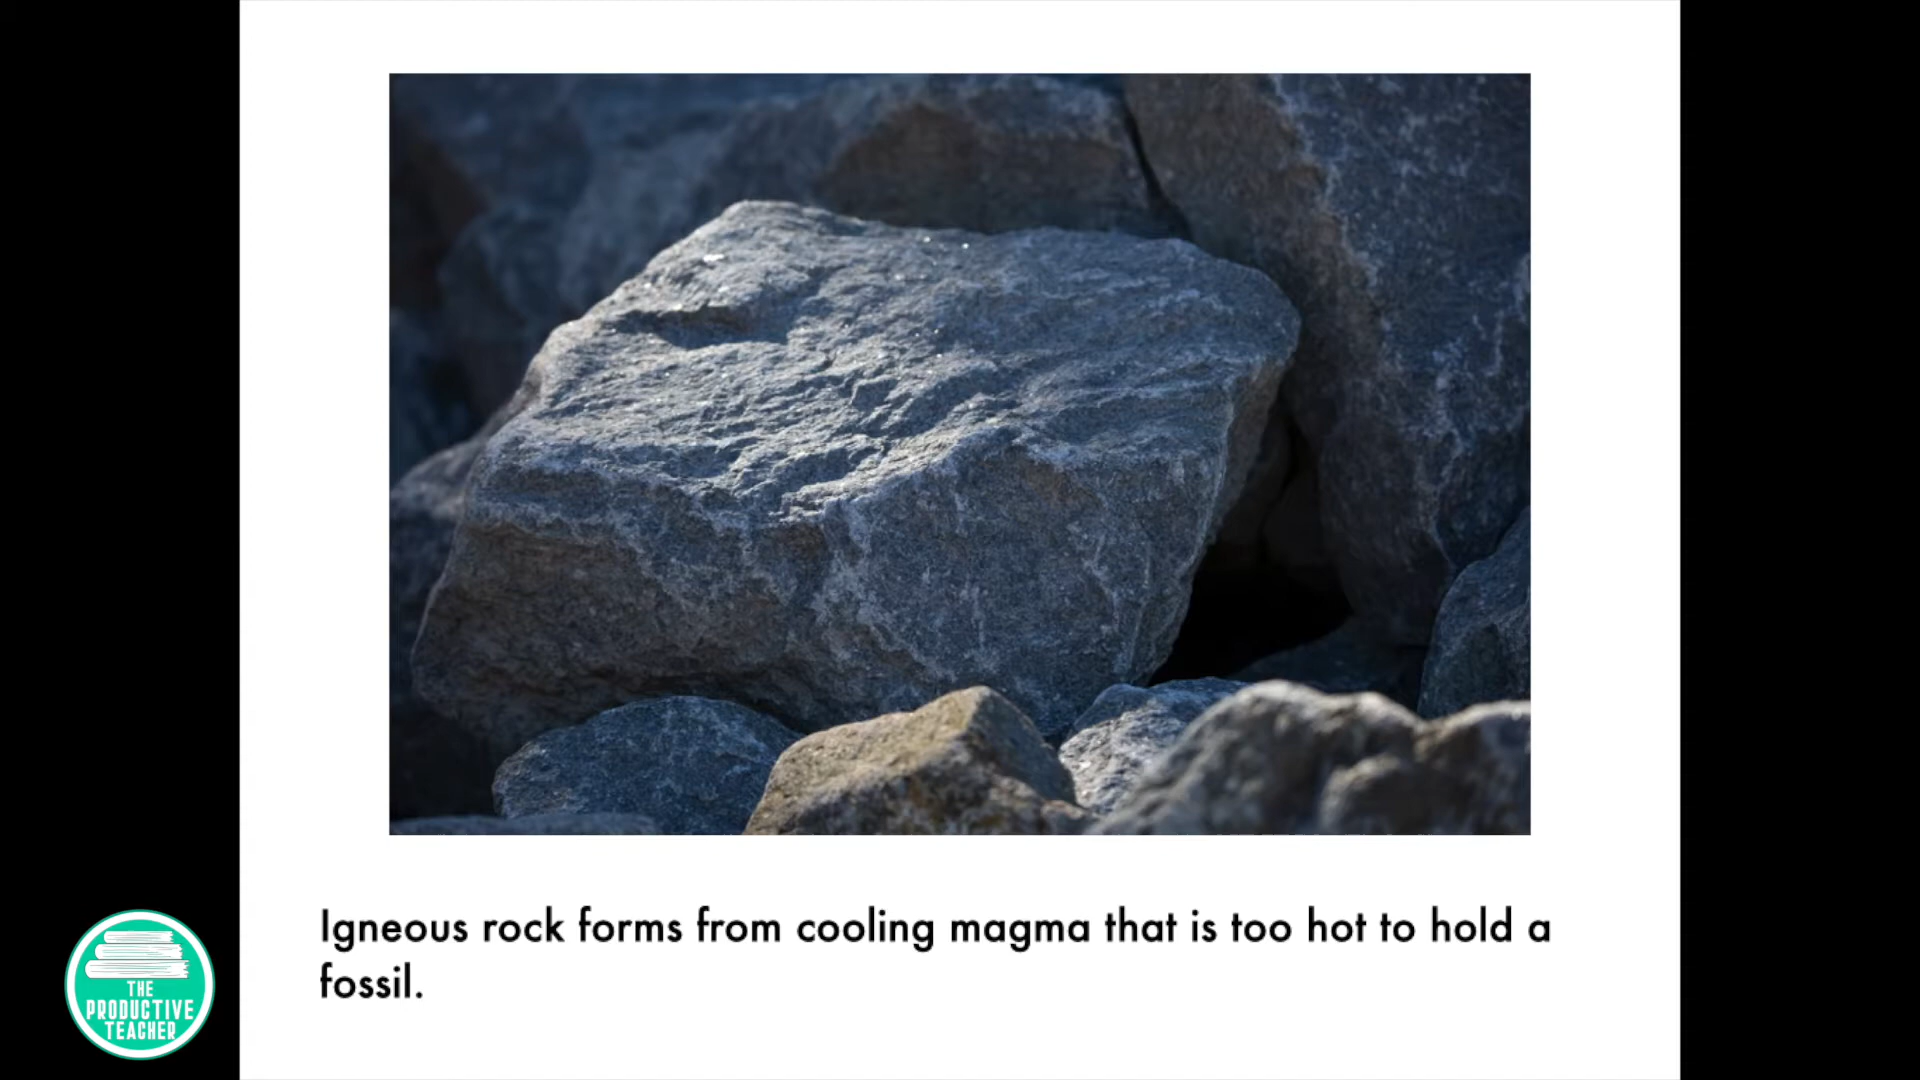 Igneous rock forms from cooling magma that is too hot to hold a
fossil.
THE
PRODUCTIVE
TEACHER